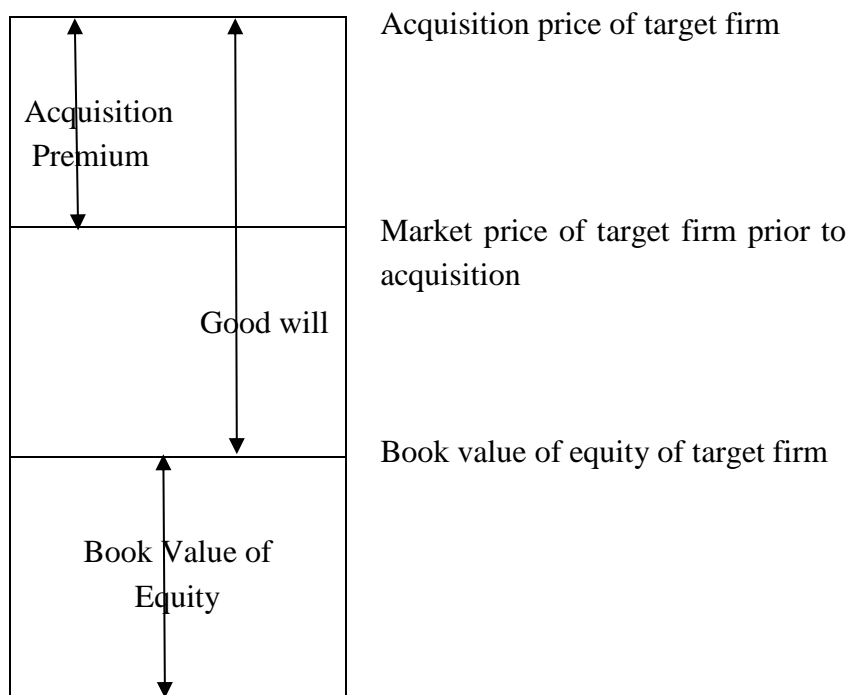 Acquisition price of target firm
Acquisition
Premium
Market price of target firm prior to
acquisition
Good will
Book value of equity of target firm
Book Value of
Equity